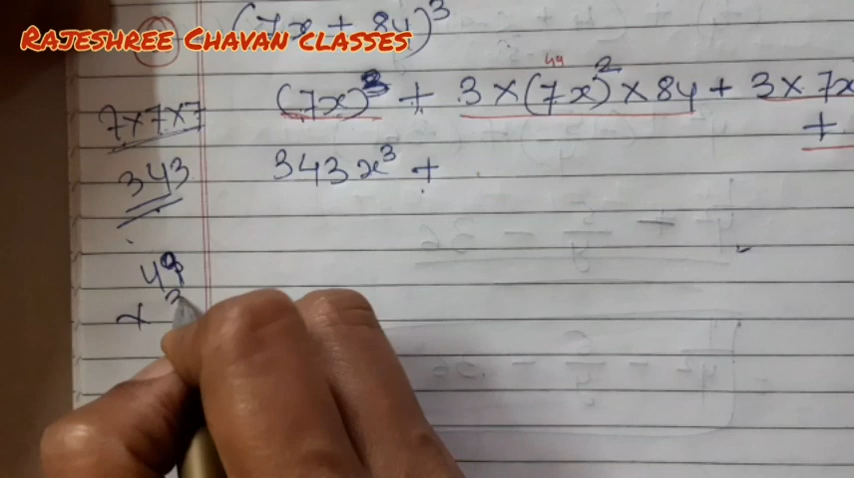 (7x + 8y)³
Rajeshree Chavan classes
(7x)³ + 3×(7x)² × 8y + 3 × 7x
+
7×7×7
343
343x³ +
49
× 3